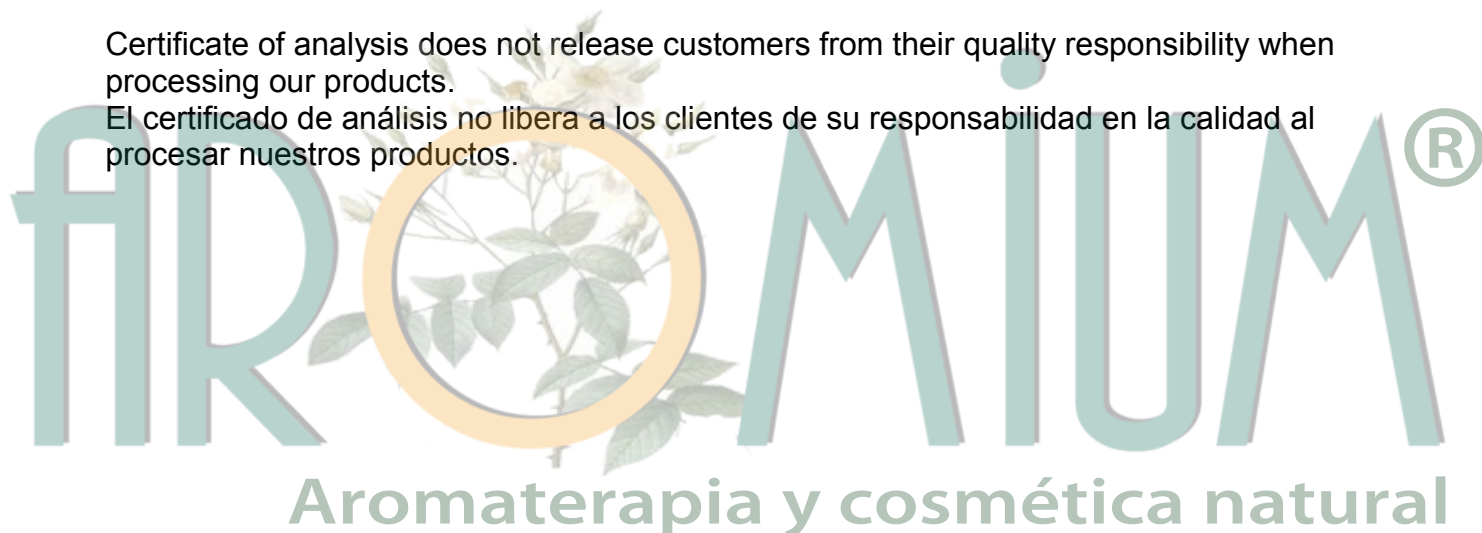 Certificate of analysis does not release customers from their quality responsibility when
processing our products.
El certificado de análisis no libera a los clientes de su responsabilidad en la calidad al
procesar nuestros productos.
AROMiUM®
Aromaterapia y cosmética natural